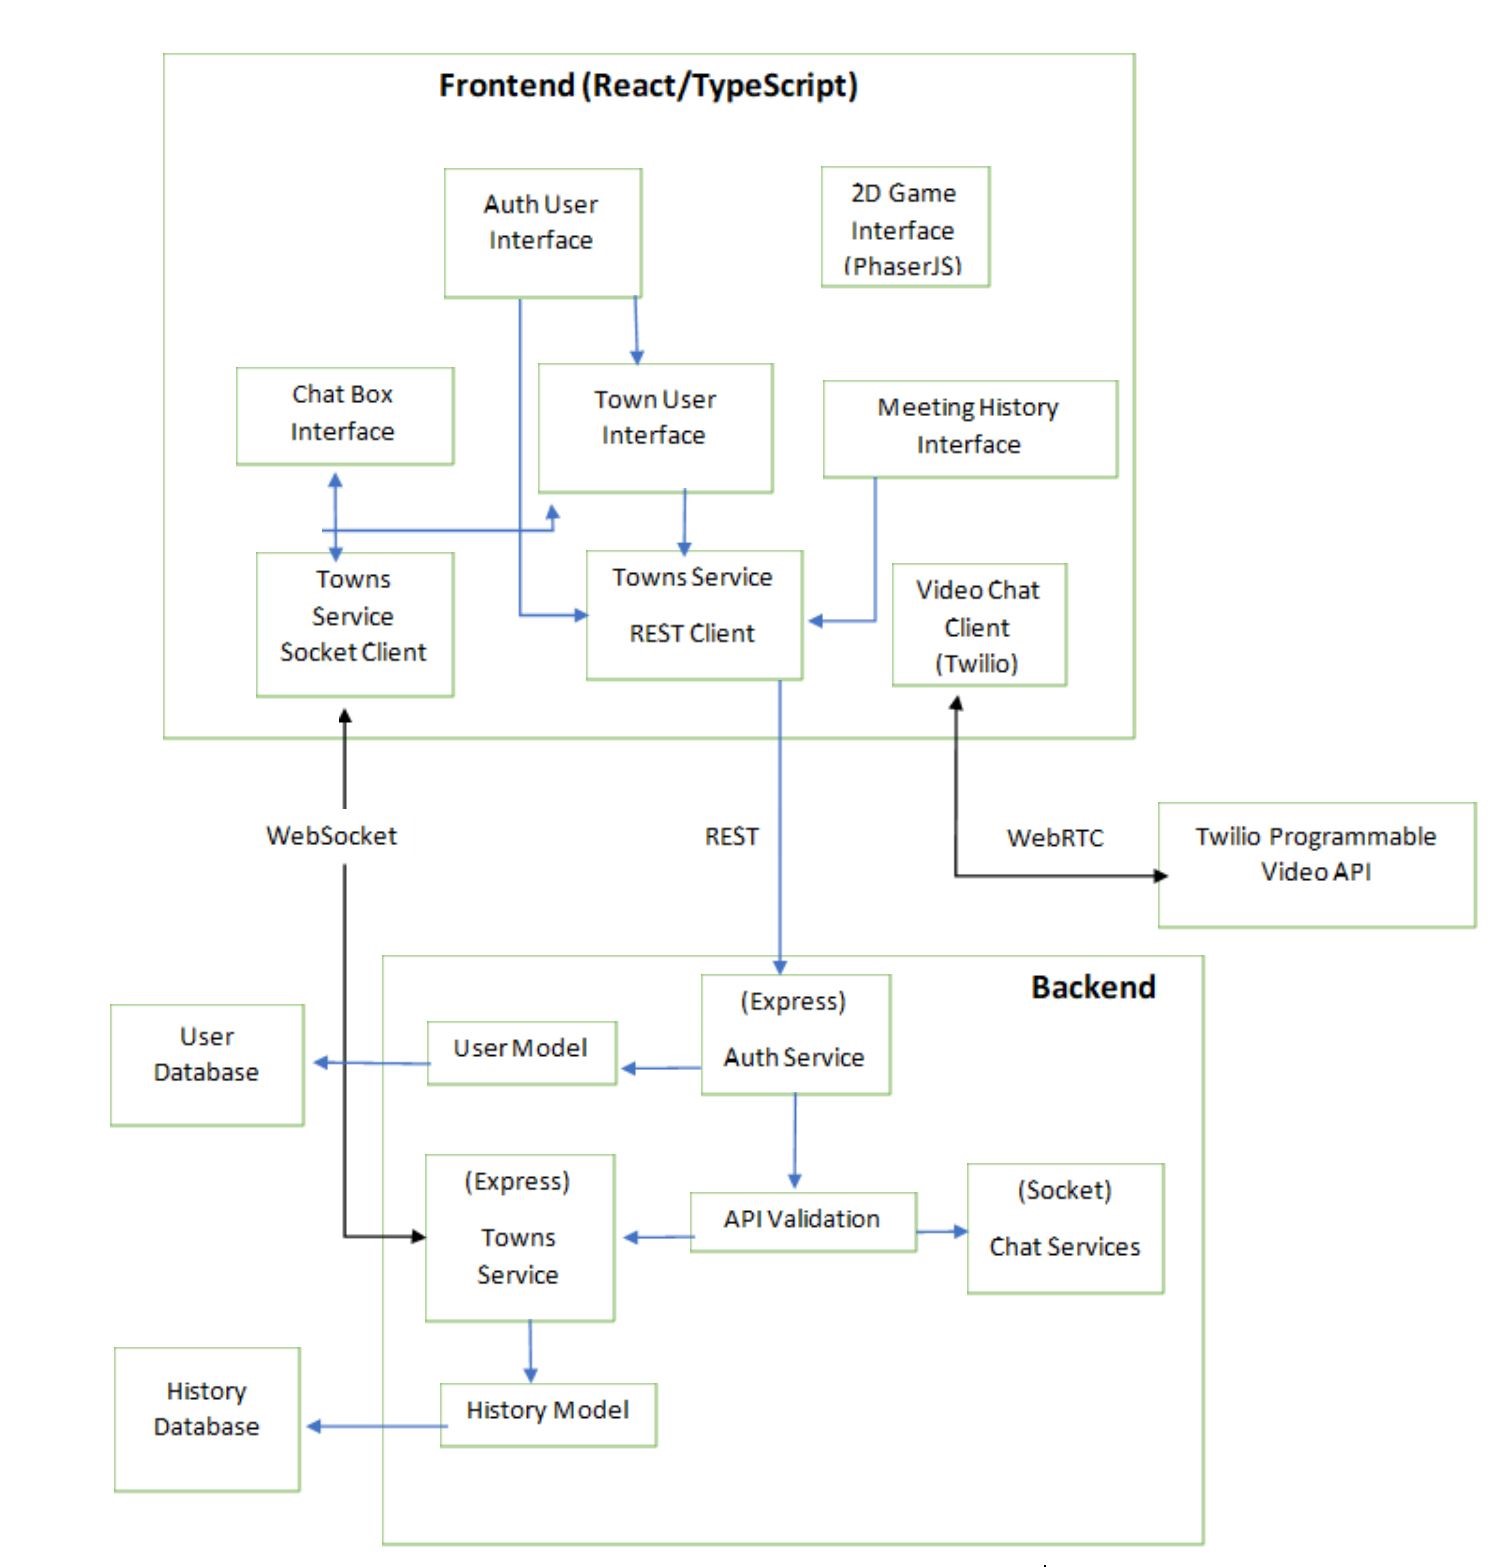 Frontend (React/TypeScript)
Auth User
Interface
2D Game
Interface
(PhaserJS)
Chat Box
Interface
Town User
Interface
Meeting History
Interface
Towns
Service
Socket Client
Towns Service
REST Client
Video Chat
Client
(Twilio)
WebSocket
REST
WebRTC
Twilio Programmable
Video API
Backend
User
Database
User Model
(Express)
Auth Service
(Express)
Towns
Service
API Validation
(Socket)
Chat Services
History
Database
History Model